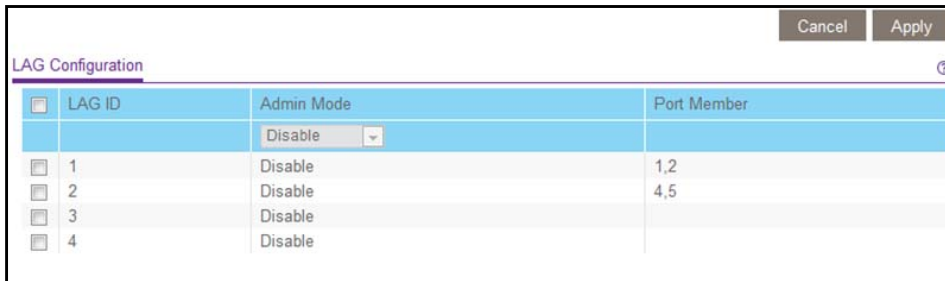 Cancel Apply
LAG Configuration
LAG ID Admin Mode Port Member
Disable
1 Disable 1,2
2 Disable 4,5
3 Disable
4 Disable